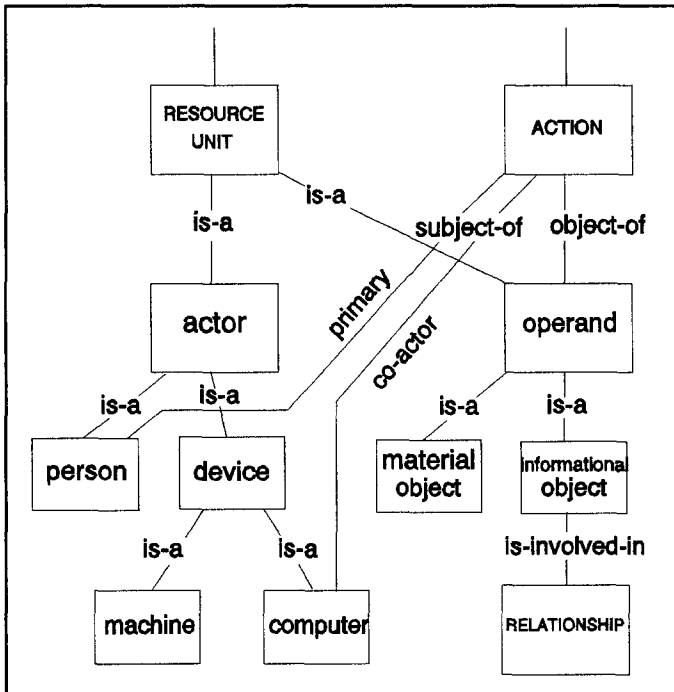 RESOURCE
UNIT
ACTION
is-a
is-a
subject-of
object-of
primary
co-actor
actor
operand
is-a
is-a
is-a
is-a
person
device
material
object
informational
object
is-a
is-a
is-involved-in
machine
computer
RELATIONSHIP